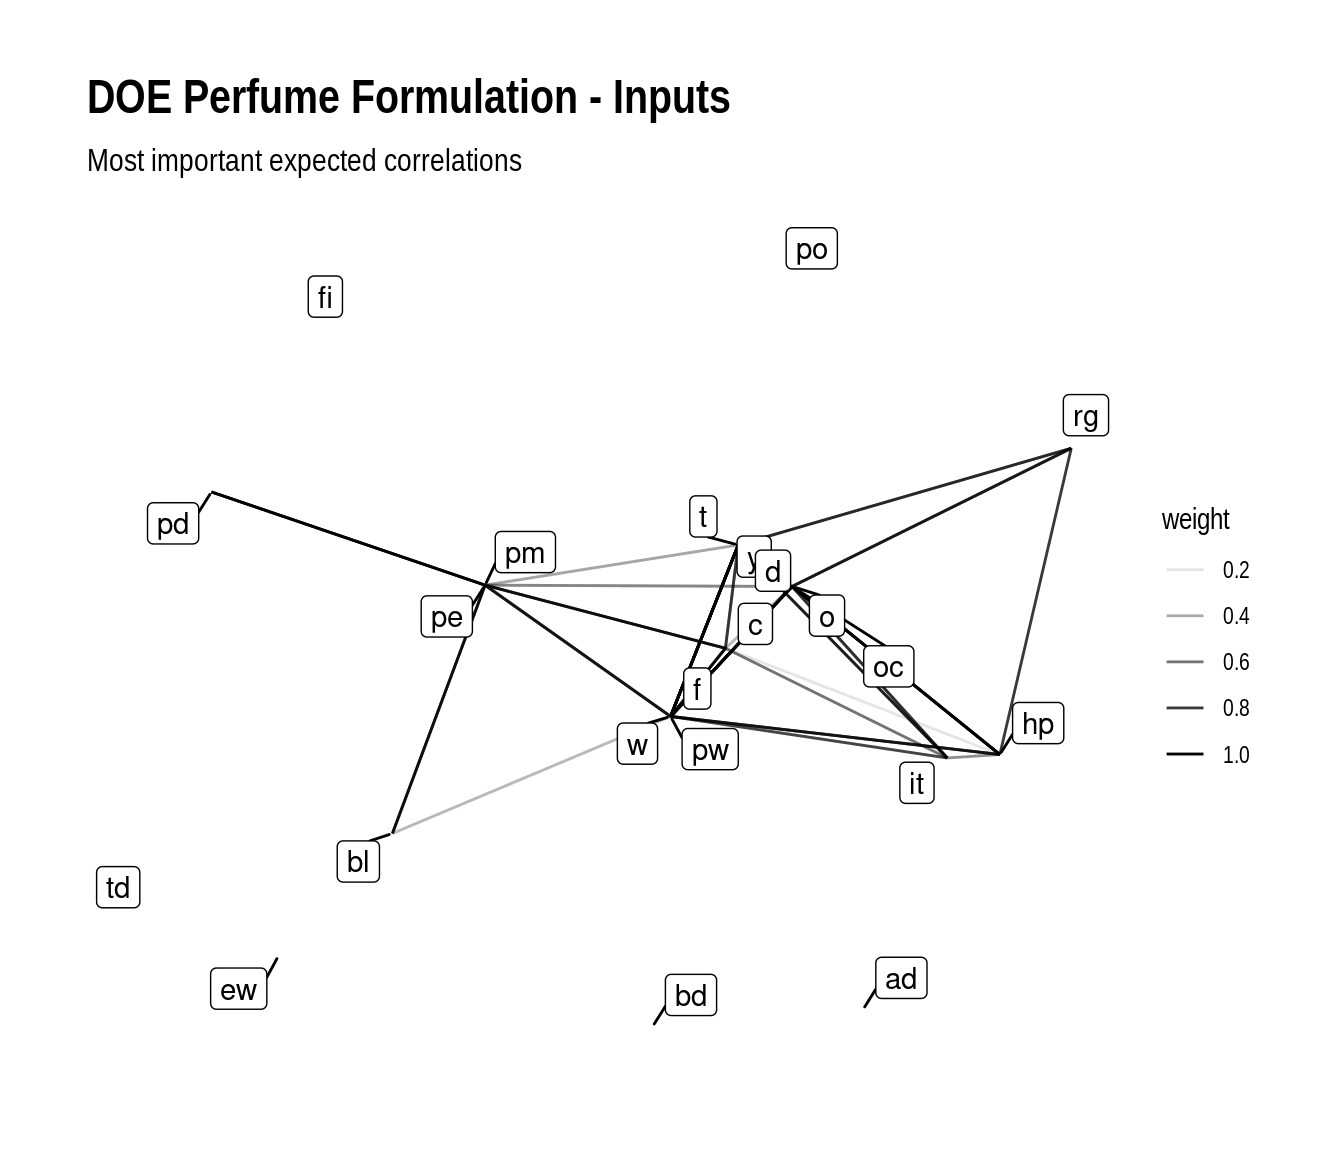 DOE Perfume Formulation - Inputs
Most important expected correlations
po
fi
rg
t
pd
pm
y
d
weight
0.2
0.4
0.6
0.8
1.0
pe
c
o
f
oc
w
pw
hp
it
bl
td
ew
bd
ad